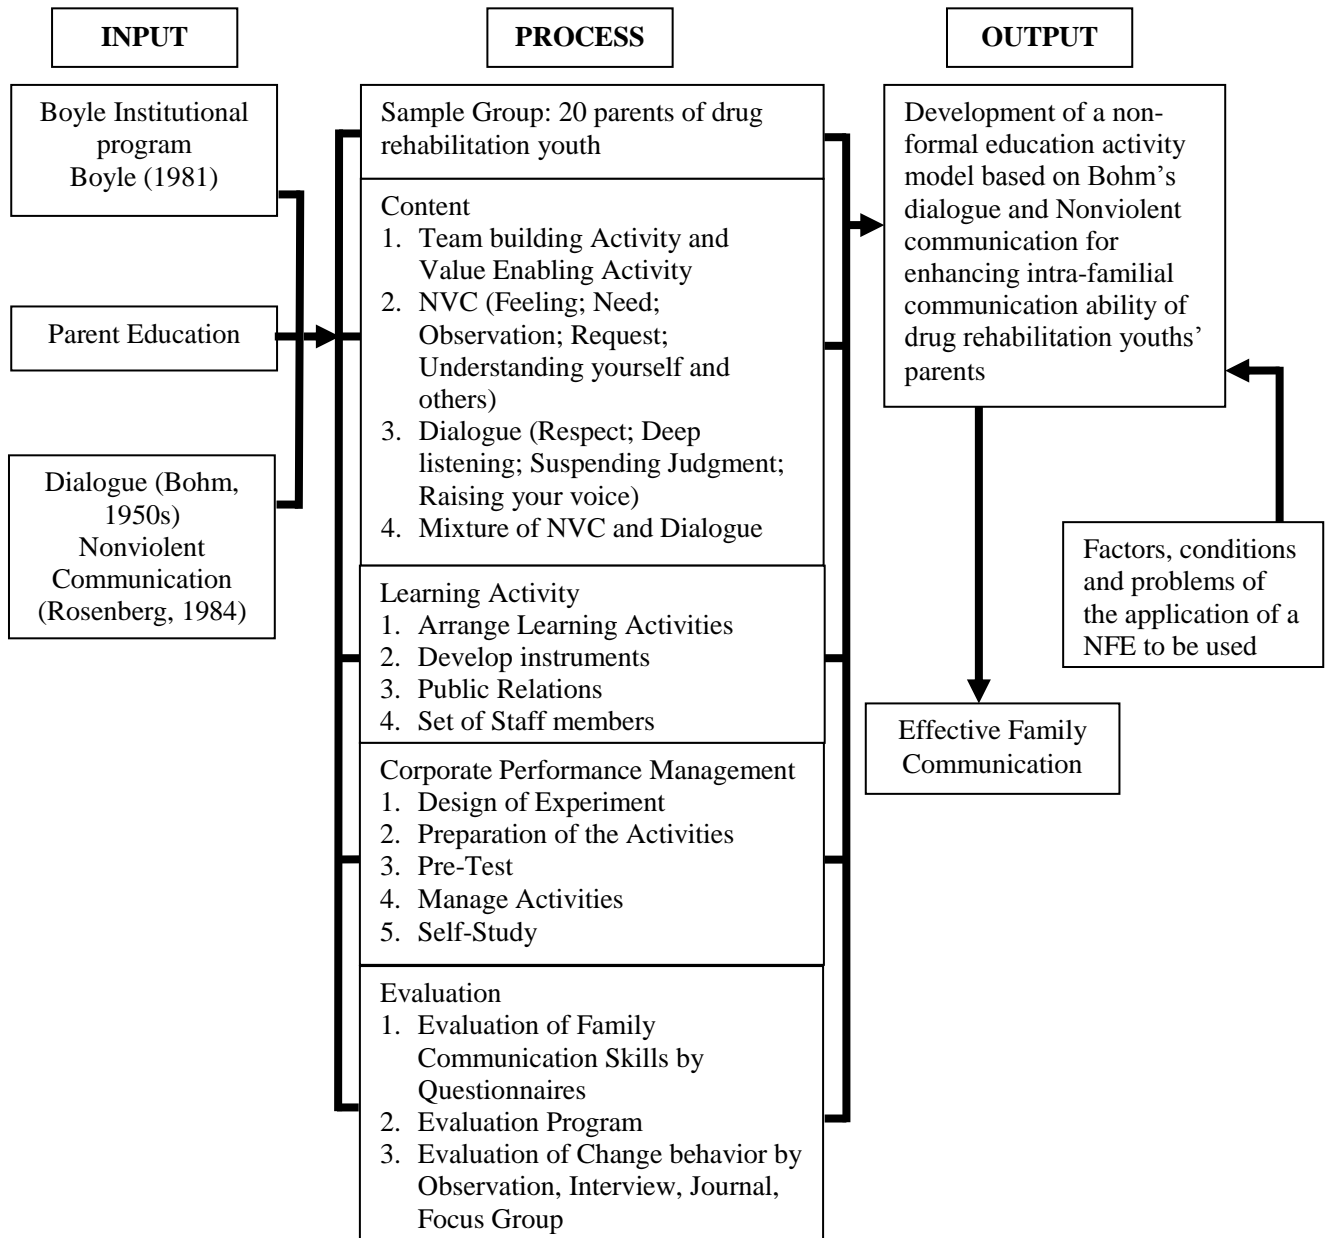 INPUT
PROCESS
OUTPUT
Boyle Institutional
program
Boyle (1981)
Parent Education
Dialogue (Bohm,
1950s)
Nonviolent
Communication
(Rosenberg, 1984)
Sample Group: 20 parents of drug
rehabilitation youth
Content
1. Team building Activity and
Value Enabling Activity
2. NVC (Feeling; Need;
Observation; Request;
Understanding yourself and
others)
3. Dialogue (Respect; Deep
listening; Suspending Judgment;
Raising your voice)
4. Mixture of NVC and Dialogue
Learning Activity
1. Arrange Learning Activities
2. Develop instruments
3. Public Relations
4. Set of Staff members
Corporate Performance Management
1. Design of Experiment
2. Preparation of the Activities
3. Pre-Test
4. Manage Activities
5. Self-Study
Evaluation
1. Evaluation of Family
Communication Skills by
Questionnaires
2. Evaluation Program
3. Evaluation of Change behavior by
Observation, Interview, Journal,
Focus Group
Development of a non-
formal education activity
model based on Bohm’s
dialogue and Nonviolent
communication for
enhancing intra-familial
communication ability of
drug rehabilitation youths’
parents
Factors, conditions
and problems of
the application of a
NFE to be used
Effective Family
Communication